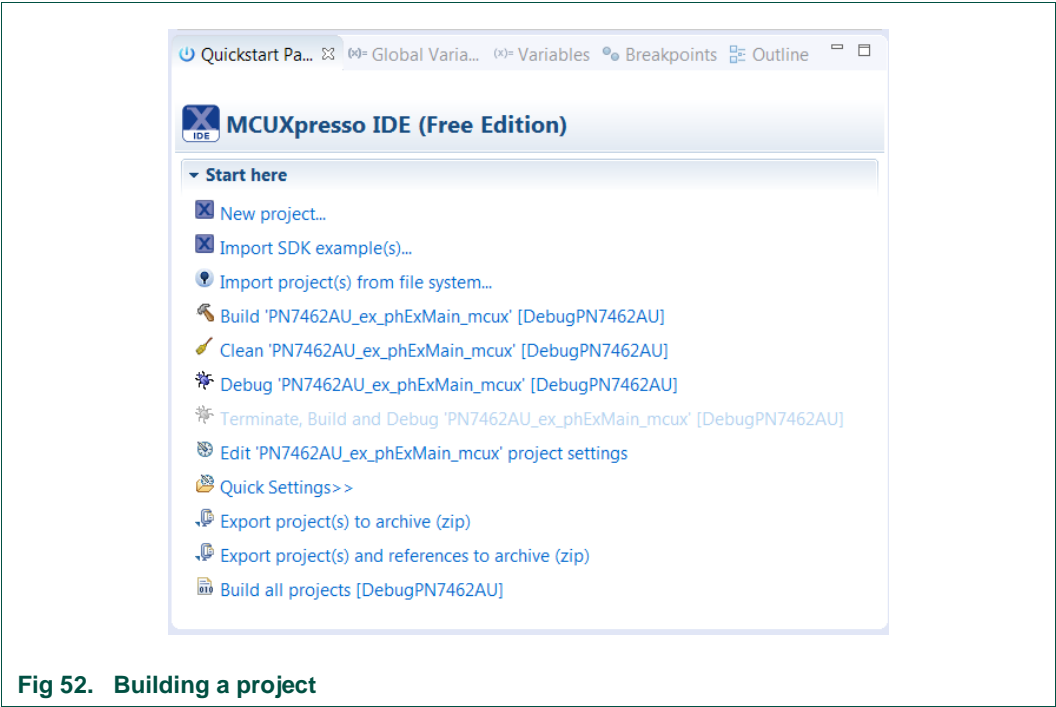 Quickstart Pa... (x)= Global Varia... (x)= Variables Breakpoints Outline
IDE MCUXpresso IDE (Free Edition)
Start here
New project...
Import SDK example(s)...
Import project(s) from file system...
Build 'PN7462AU_ex_phExMain_mcux' [DebugPN7462AU]
Clean 'PN7462AU_ex_phExMain_mcux' [DebugPN7462AU]
Debug 'PN7462AU_ex_phExMain_mcux' [DebugPN7462AU]
Terminate, Build and Debug 'PN7462AU_ex_phExMain_mcux' [DebugPN7462AU]
Edit 'PN7462AU_ex_phExMain_mcux' project settings
Quick Settings>>
Export project(s) to archive (zip)
Export project(s) and references to archive (zip)
010 Build all projects [DebugPN7462AU]
Fig 52. Building a project